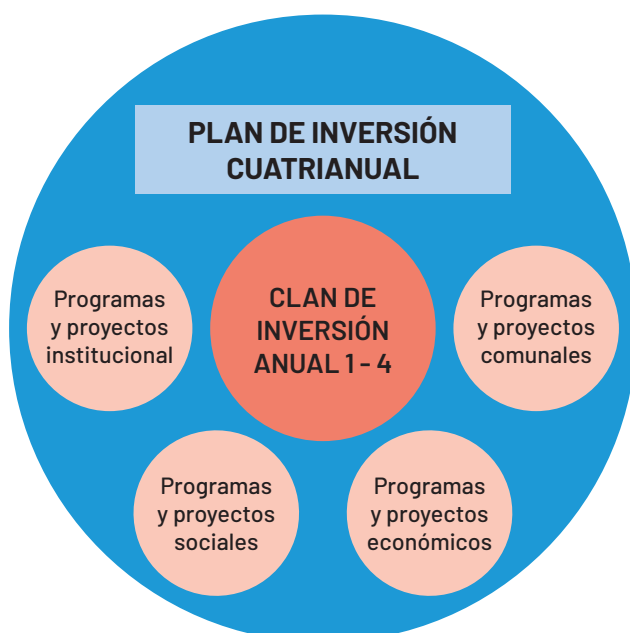 PLAN DE INVERSIÓN
CUATRIANUAL
CLAN DE
INVERSIÓN
ANUAL 1 - 4
Programas
y proyectos
institucional
Programas
y proyectos
comunales
Programas
y proyectos
sociales
Programas
y proyectos
económicos